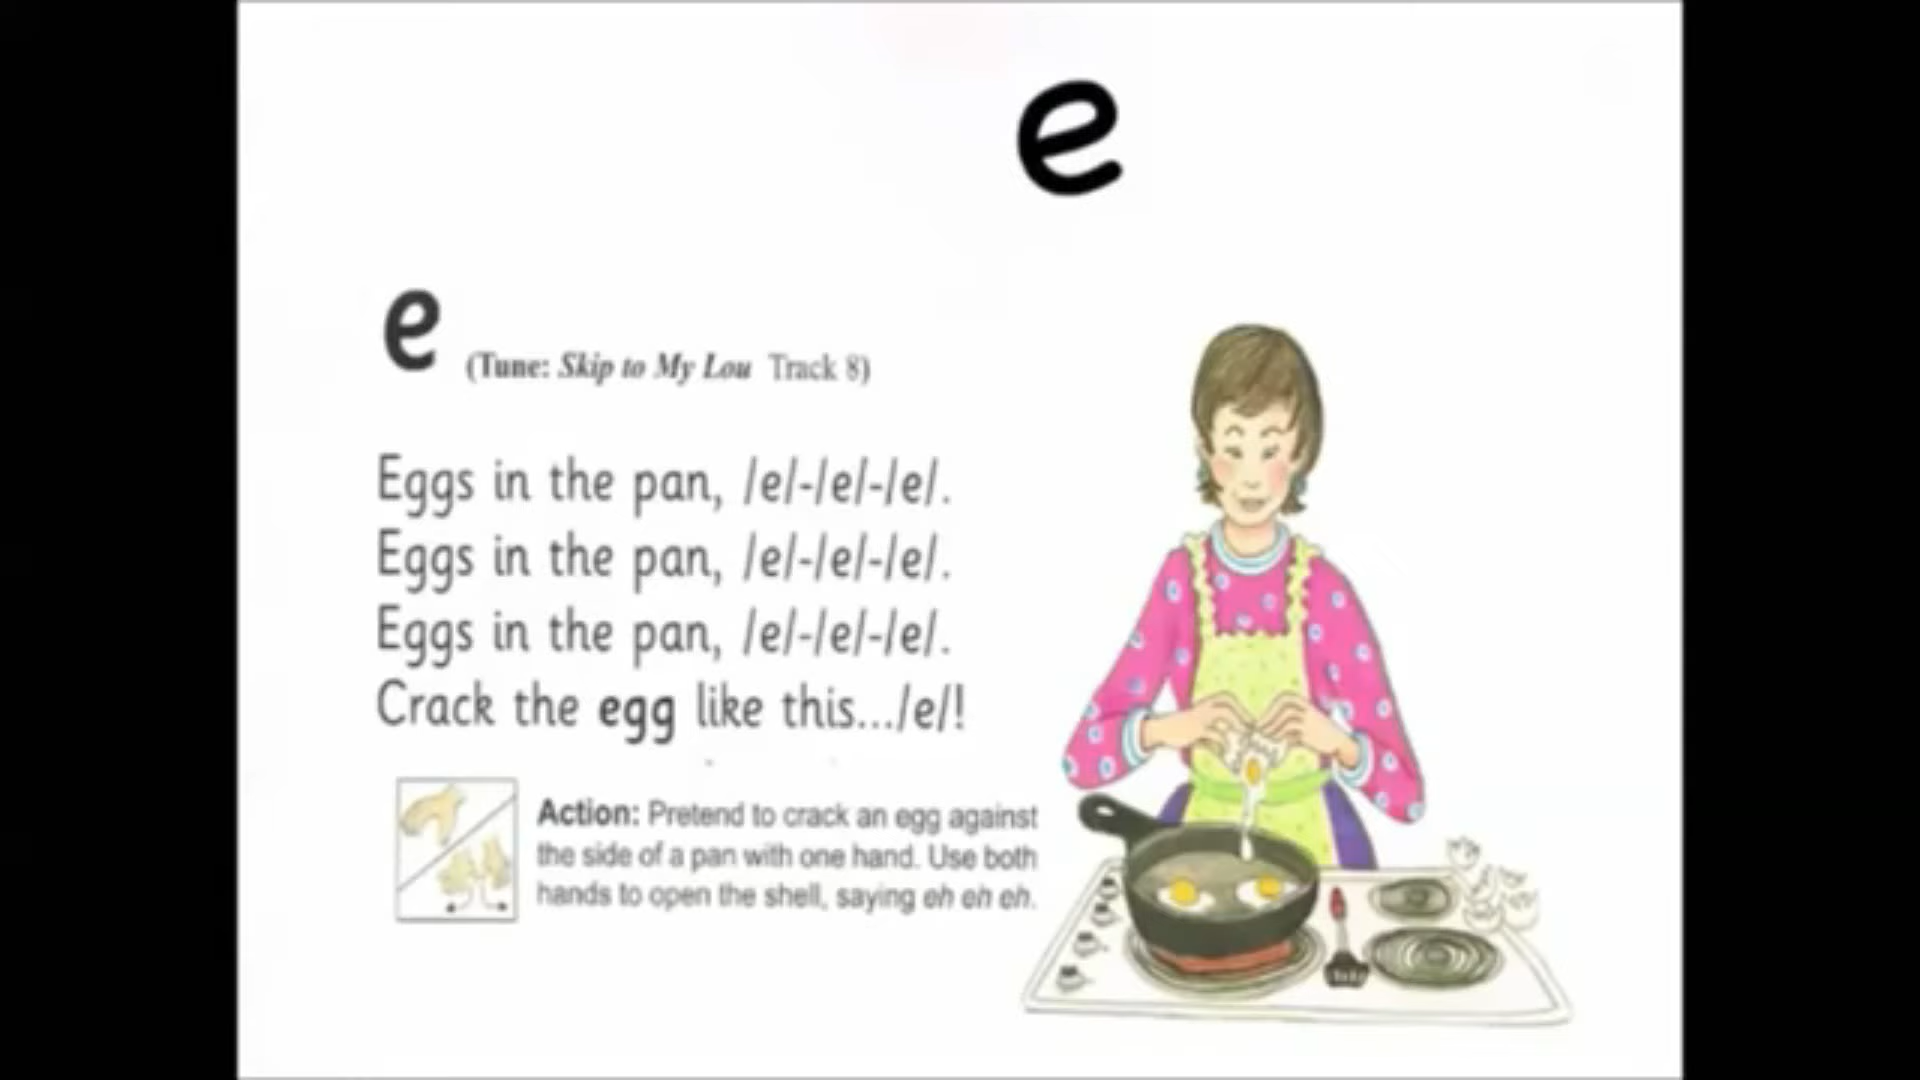 e
e (Tune: Skip to My Lou Track 8)
Eggs in the pan, /e/-/e/-/e/.
Eggs in the pan, /e/-/e/-/e/.
Eggs in the pan, /e/-/e/-/e/.
Crack the egg like this.../e/!
Action: Pretend to crack an egg against
the side of a pan with one hand. Use both
hands to open the shell, saying eh eh eh.